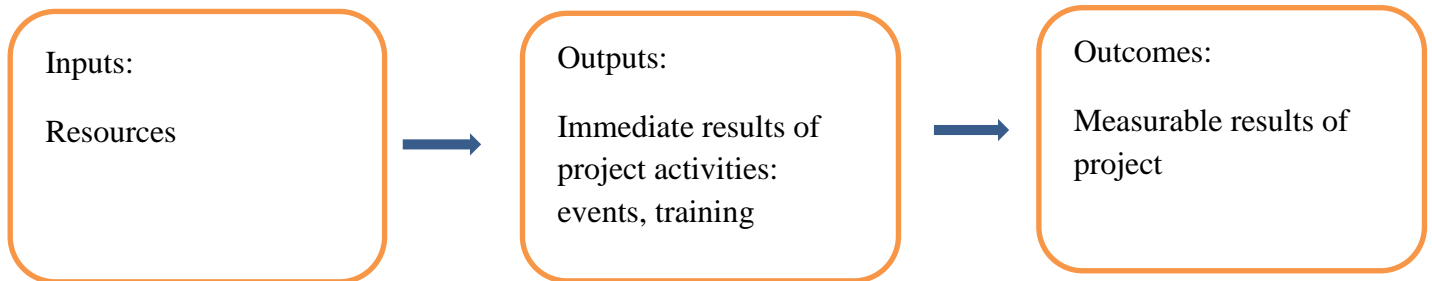 Inputs:
Resources
Outputs:
Immediate results of
project activities:
events, training
Outcomes:
Measurable results of
project